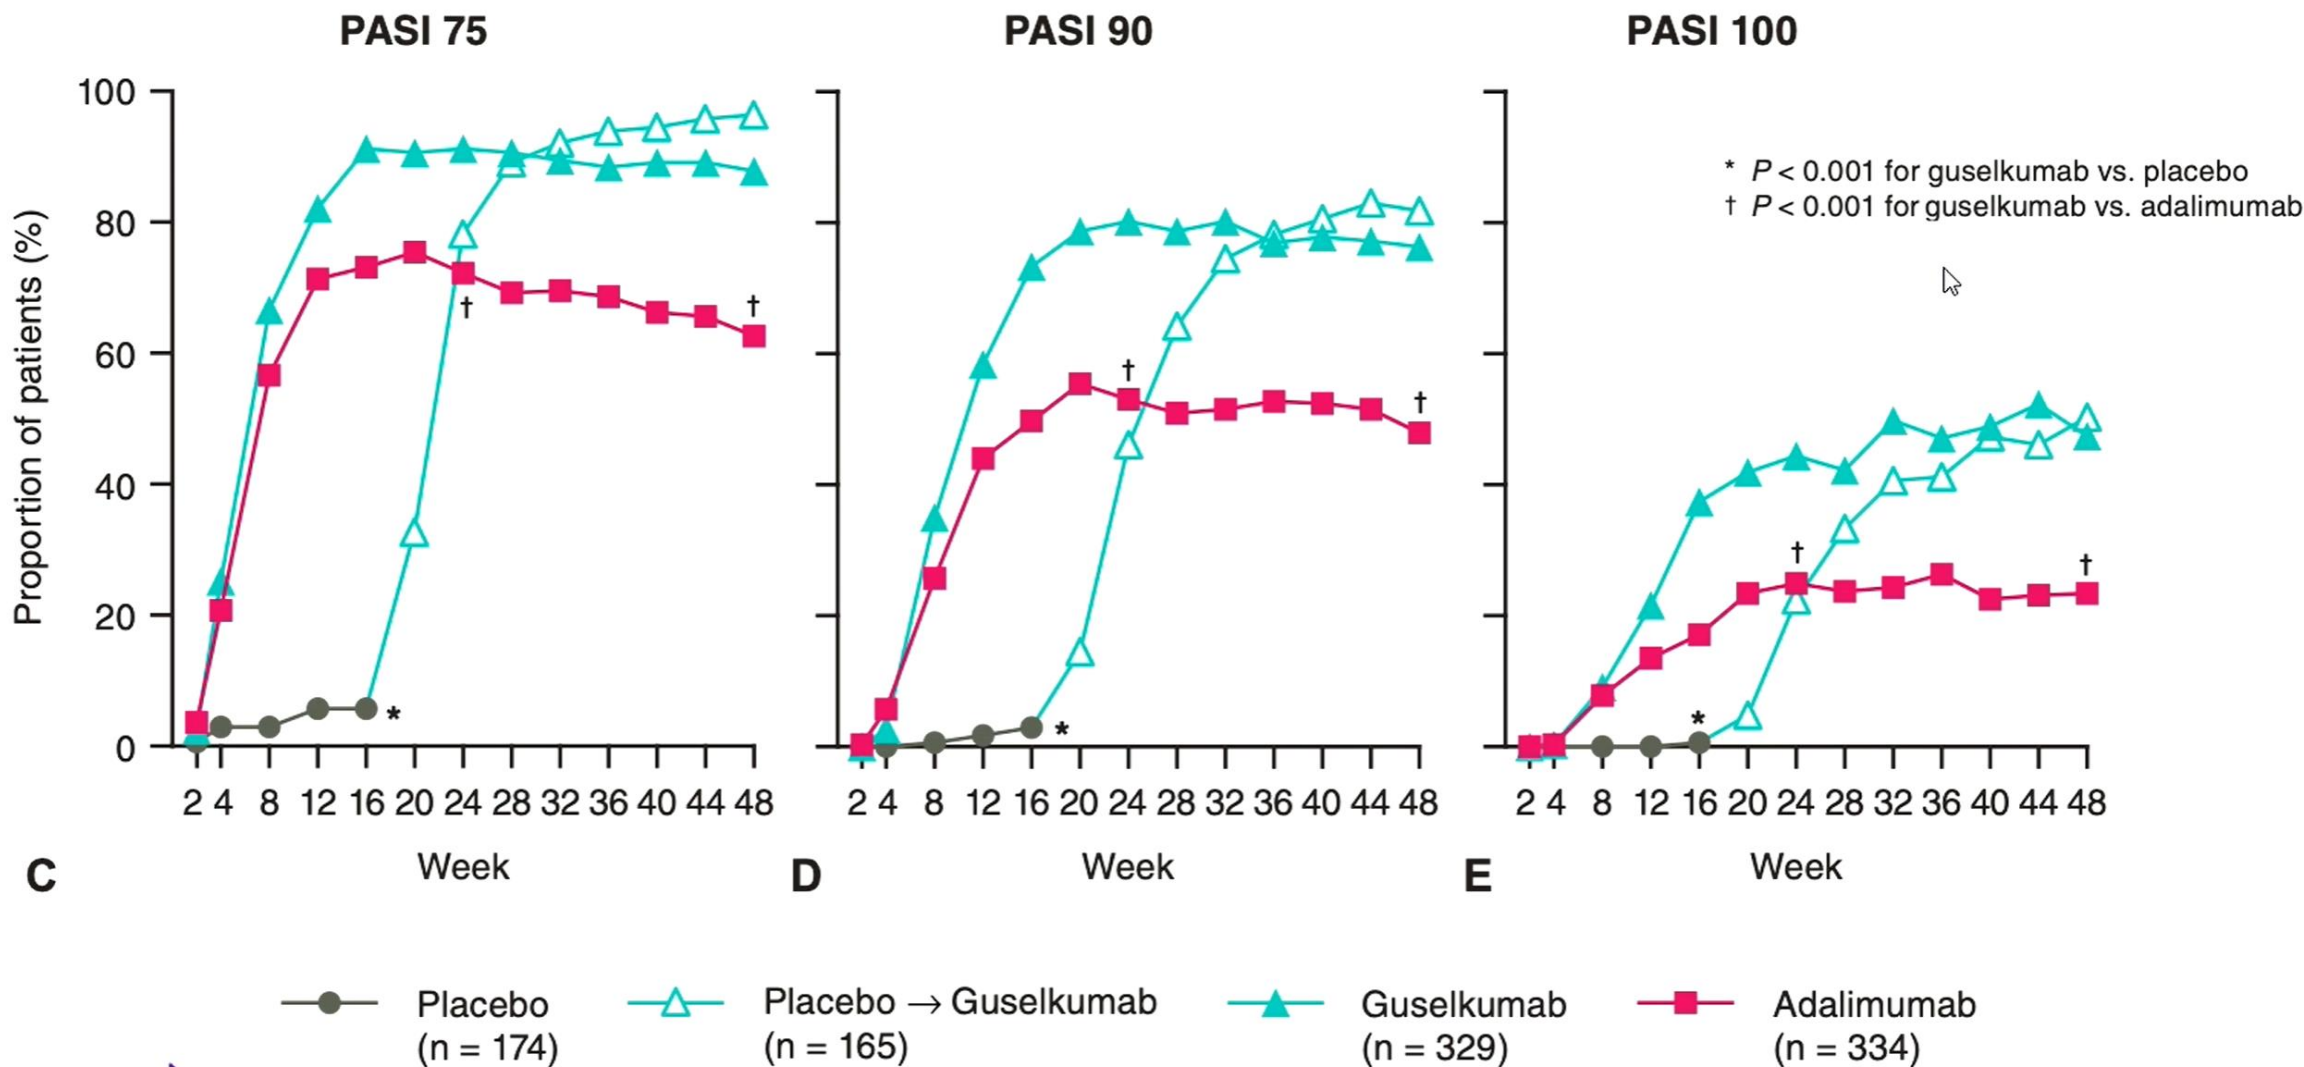 PASI 75
PASI 90
PASI 100
Proportion of patients (%)
100
80
60
40
20
0
* P < 0.001 for guselkumab vs. placebo
† P < 0.001 for guselkumab vs. adalimumab
†
†
*
†
†
*
†
†
*
2 4 8 12 16 20 24 28 32 36 40 44 48
2 4 8 12 16 20 24 28 32 36 40 44 48
2 4 8 12 16 20 24 28 32 36 40 44 48
C
Week
D
Week
E
Week
Placebo
(n = 174)
Placebo → Guselkumab
(n = 165)
Guselkumab
(n = 329)
Adalimumab
(n = 334)